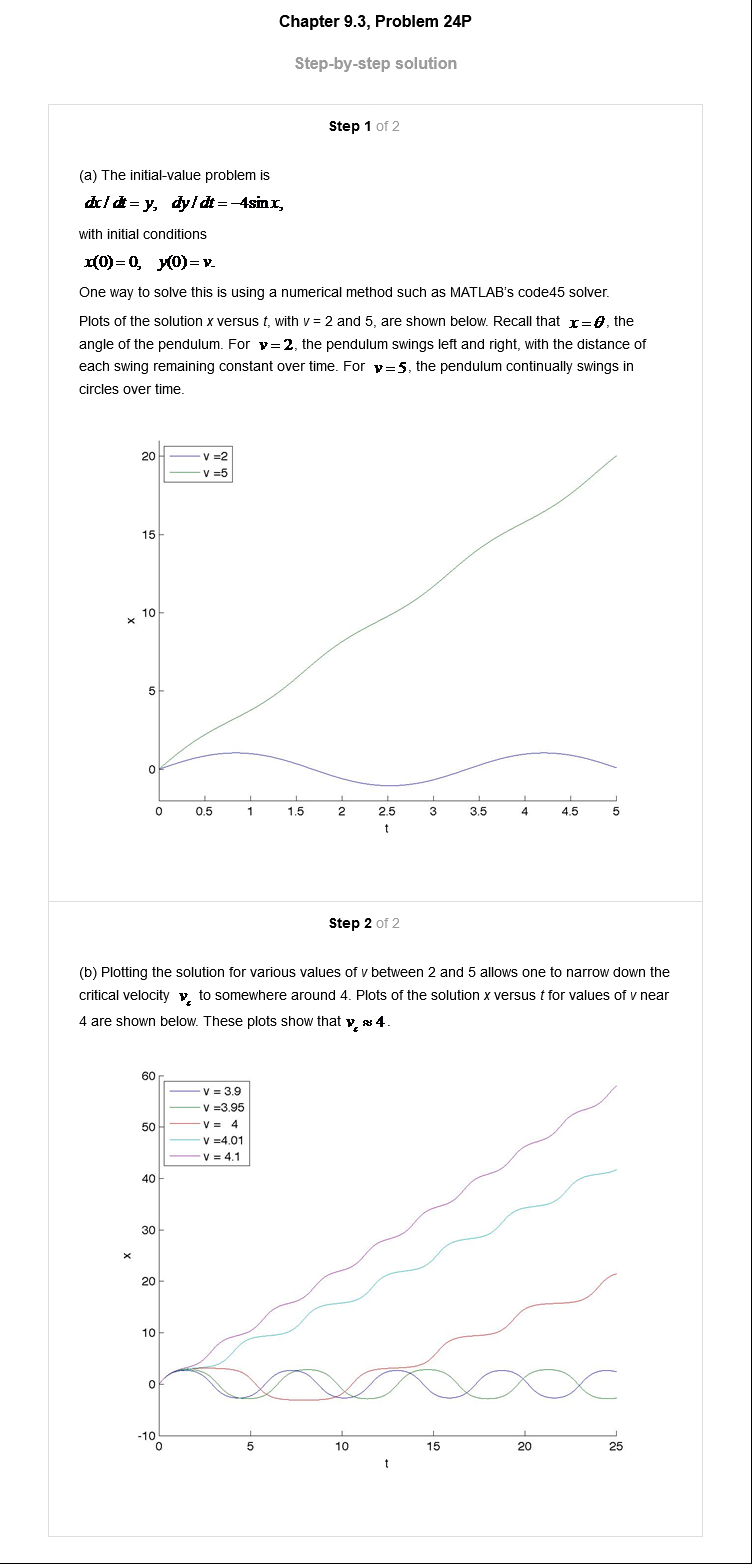 Chapter 9.3, Problem 24P
Step-by-step solution
Step 1 of 2
(a) The initial-value problem is
dx/dt = y, dy/dt = −4sin x,
with initial conditions
x(0) = 0, y(0) = v.
One way to solve this is using a numerical method such as MATLAB's code45 solver.
Plots of the solution x versus t, with v = 2 and 5, are shown below. Recall that x = θ, the
angle of the pendulum. For v = 2, the pendulum swings left and right, with the distance of
each swing remaining constant over time. For v = 5, the pendulum continually swings in
circles over time.
20
15
10
5
0
x
v =2
v =5
0 0.5 1 1.5 2 2.5 3 3.5 4 4.5 5
t
Step 2 of 2
(b) Plotting the solution for various values of v between 2 and 5 allows one to narrow down the
critical velocity v_c to somewhere around 4. Plots of the solution x versus t for values of v near
4 are shown below. These plots show that v_c ≈ 4.
60
50
40
30
20
10
0
-10
x
v = 3.9
v =3.95
v = 4
v =4.01
v = 4.1
0 5 10 15 20 25
t